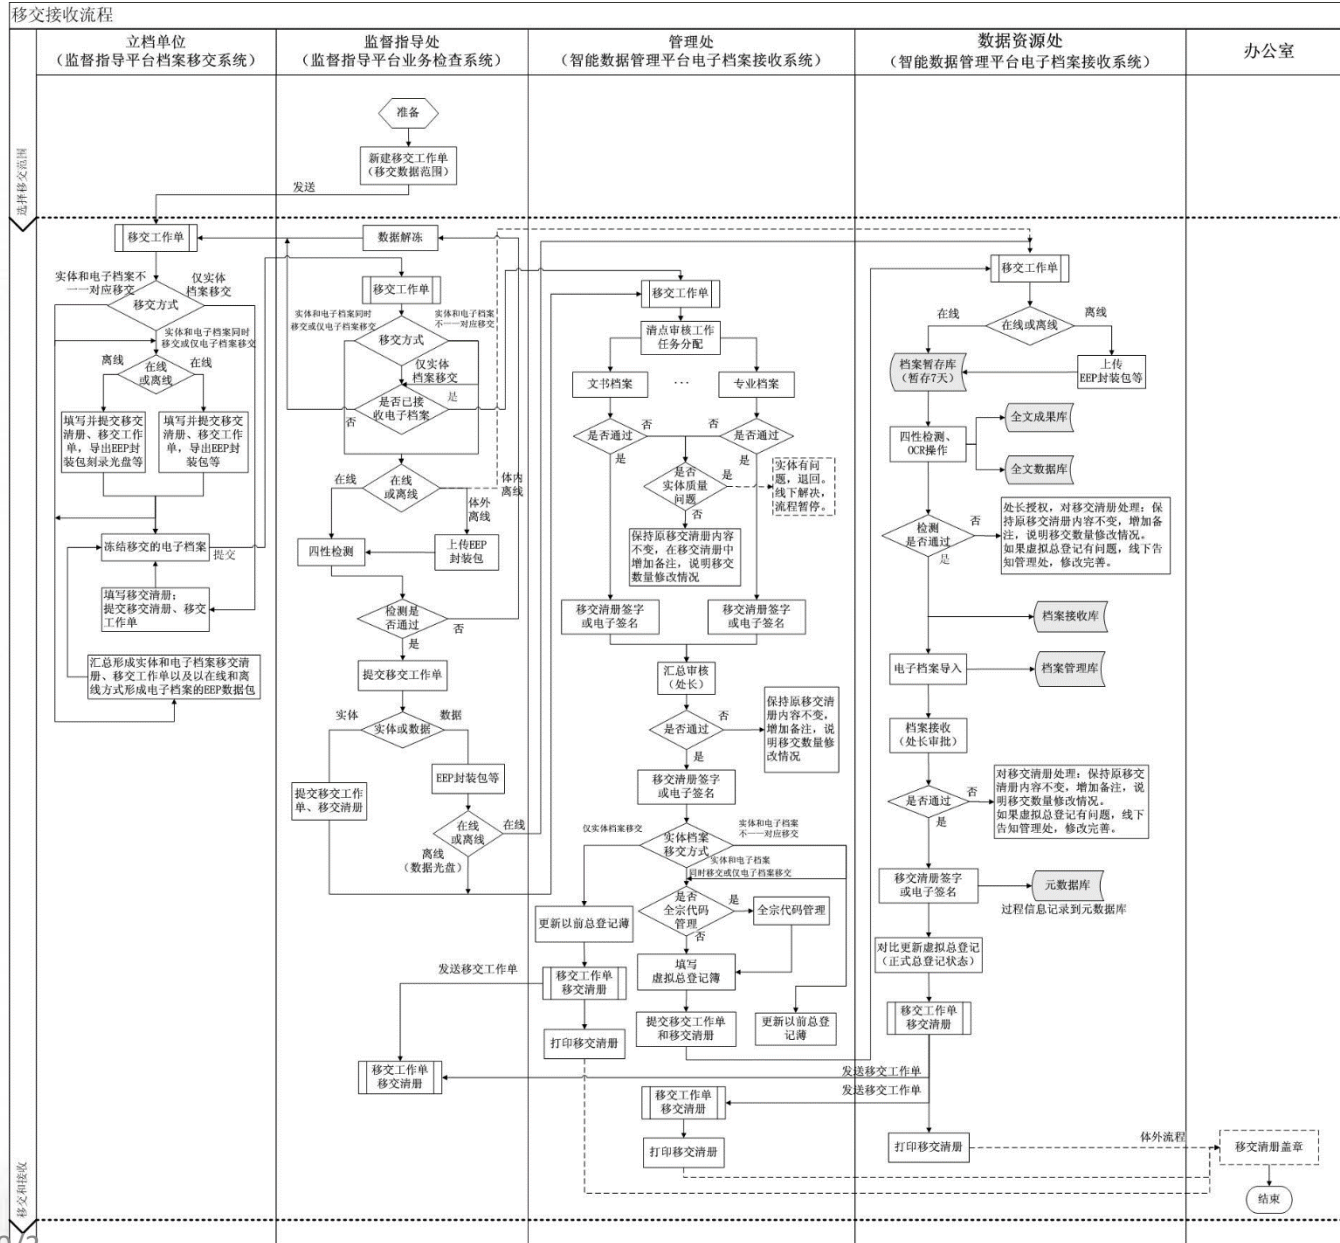 移交接收流程
立档单位
（监督指导平台档案移交系统）
监督指导处
（监督指导平台业务检查系统）
管理处
（智能数据管理平台电子档案接收系统）
数据资源处
（智能数据管理平台电子档案接收系统）
办公室
选择移交范围
准备
新建移交工作单
（移交数据范围）
发送
移交和接收
移交工作单
实体和电子档案不
一一对应移交
仅实体
档案移交
移交方式
实体和电子档案同时
移交或仅电子档案移交
离线
在线
在线
或离线
填写并提交移交
清册、移交工作
单，导出EEP封
装包刻录光盘等
填写并提交移交
清册、移交工作
单，导出EEP封
装包等
冻结移交的电子档案
提交
填写移交清册；
提交移交清册、移交
工作单
汇总形成实体和电子档案移交清
册、移交工作单以及以在线和离
线方式形成电子档案的EEP数据包
数据解冻
移交工作单
实体和电子档案同时
移交或仅电子档案移交
实体和电子档案
不一一对应移交
移交方式
仅实体
档案移交
是否已接
收电子档案
是
否
在线
在线
或离线
体内
离线
体外
离线
四性检测
上传EEP
封装包
检测是
否通过
否
是
提交移交工作单
实体
数据
实体或数据
EEP封装包等
提交移交工作
单、移交清册
在线
或离线
在线
离线
（数据光盘）
发送移交工作单
移交工作单
移交清册
移交工作单
清点审核工作
任务分配
文书档案
···
专业档案
是否通过
否
否
是否通过
是
是
是否
实体质量
问题
是
否
实体有问
题，退回。
线下解决，
流程暂停。
保持原移交清册内容
不变，在移交清册中
增加备注，说明移交
数量修改情况
移交清册签字
或电子签名
移交清册签字
或电子签名
汇总审核
（处长）
是否通过
否
是
保持原移交清
册内容不变，
增加备注，说
明移交数量修
改情况
移交清册签字
或电子签名
仅实体档案移交
实体和电子档案
不一一对应移交
实体档案
移交方式
实体和电子档案
同时移交或仅电子档案移交
是否
全宗代码
管理
是
否
全宗代码管理
更新以前总登记薄
填写
虚拟总登记簿
移交工作单
移交清册
提交移交工作单
和移交清册
更新以前总登
记薄
打印移交清册
发送移交工作单
发送移交工作单
移交工作单
移交清册
打印移交清册
移交工作单
在线
离线
在线或离线
档案暂存库
（暂存7天）
上传
EEP封装包等
四性检测、
OCR操作
全文成果库
全文数据库
检测
是否通过
否
是
处长授权，对移交清册处理：保
持原移交清册内容不变，增加备
注，说明移交数量修改情况。
如果虚拟总登记有问题，线下告
知管理处，修改完善。
档案接收库
电子档案导入
档案管理库
档案接收
（处长审批）
是否通过
否
是
对移交清册处理：保持原移交
清册内容不变，增加备注，说
明移交数量修改情况。
如果虚拟总登记有问题，线下
告知管理处，修改完善。
移交清册签字
或电子签名
元数据库
过程信息记录到元数据库
对比更新虚拟总登记
（正式总登记状态）
移交工作单
移交清册
打印移交清册
体外流程
移交清册盖章
结束